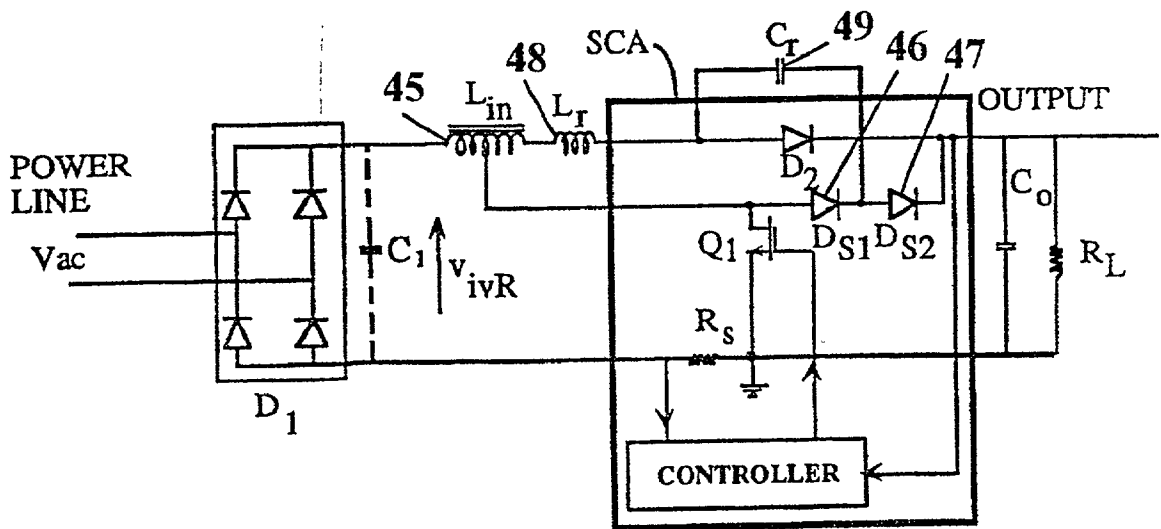 SCA
C_r
49
46
47
45
48
L_in
L_r
OUTPUT
POWER
LINE
D_2
C_o
Vac
C_1
v_ivR
Q1
D_S1
D_S2
R_L
R_s
D_1
CONTROLLER